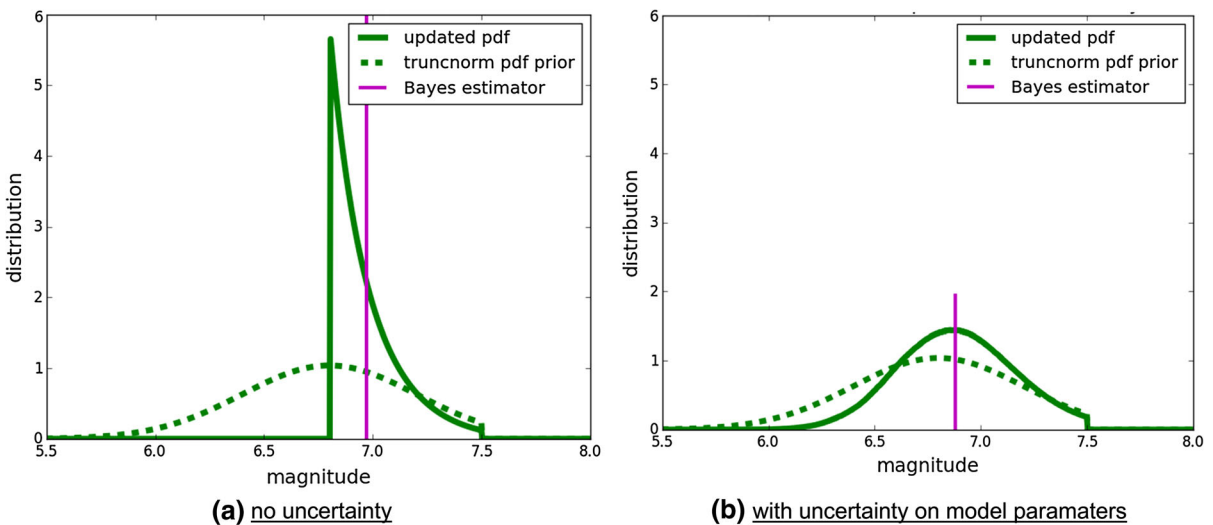 6
5
4
3
2
1
0
5.5 6.0 6.5 7.0 7.5 8.0
distribution
magnitude
updated pdf
truncnorm pdf prior
Bayes estimator
(a) no uncertainty
6
5
4
3
2
1
0
5.5 6.0 6.5 7.0 7.5 8.0
distribution
magnitude
updated pdf
truncnorm pdf prior
Bayes estimator
(b) with uncertainty on model paramaters